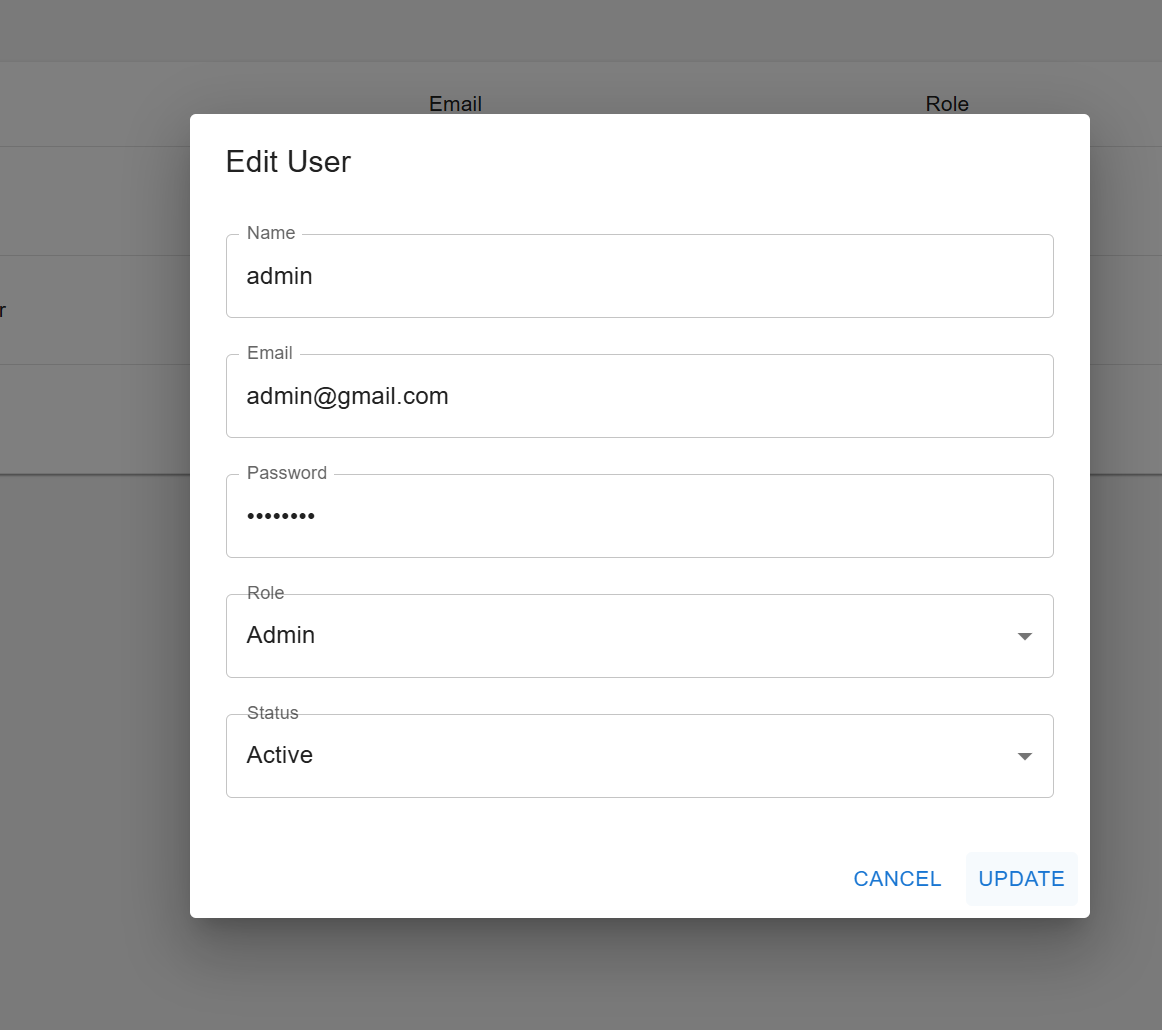 Email Role
Edit User
Name
admin
Email
admin@gmail.com
Password
••••••••
Role
Admin
Status
Active
r
CANCEL UPDATE